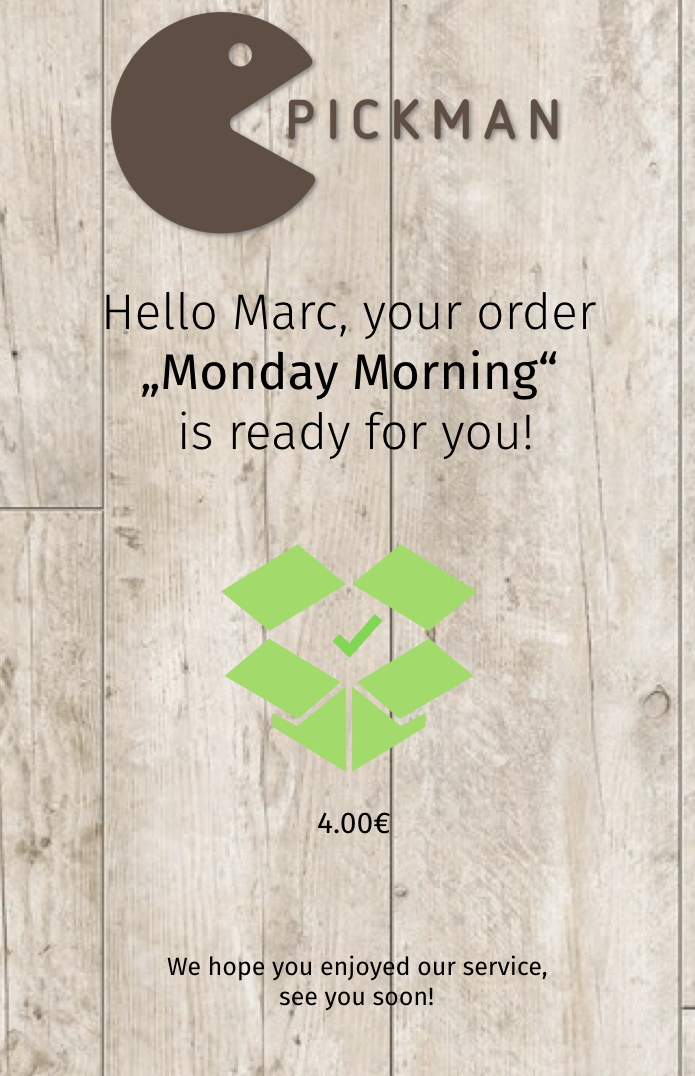 PICKMAN
Hello Marc, your order
„Monday Morning“
is ready for you!
4.00€
We hope you enjoyed our service,
see you soon!